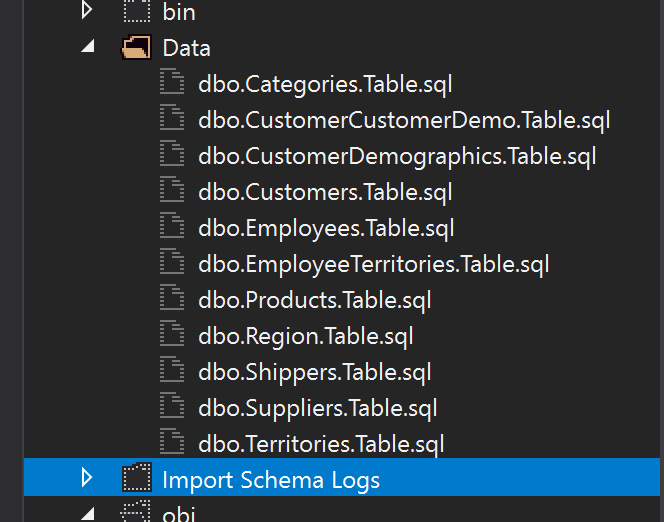 bin
Data
dbo.Categories.Table.sql
dbo.CustomerCustomerDemo.Table.sql
dbo.CustomerDemographics.Table.sql
dbo.Customers.Table.sql
dbo.Employees.Table.sql
dbo.EmployeeTerritories.Table.sql
dbo.Products.Table.sql
dbo.Region.Table.sql
dbo.Shippers.Table.sql
dbo.Suppliers.Table.sql
dbo.Territories.Table.sql
Import Schema Logs
obj